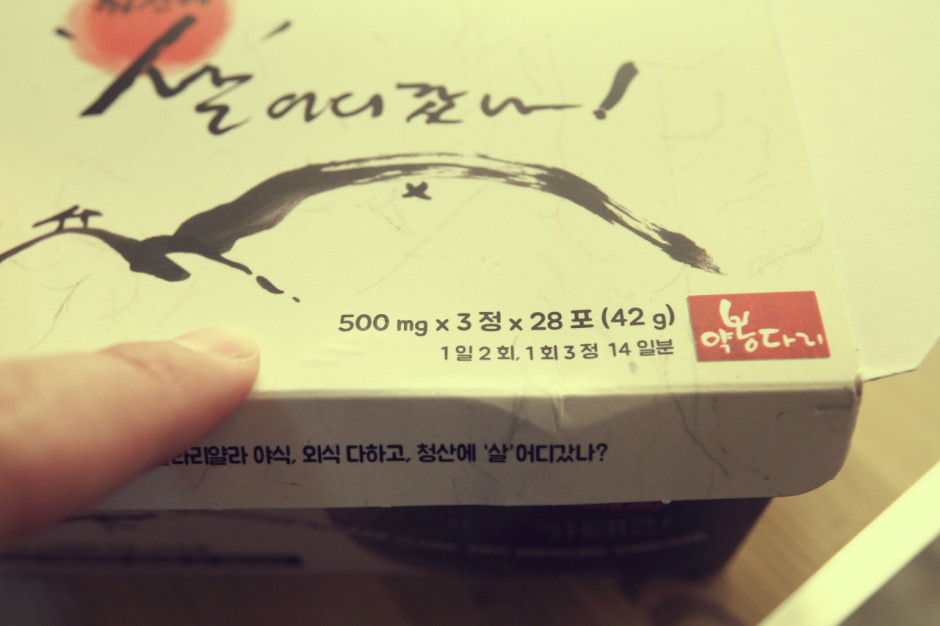 '살' 어디갔나!
500 mg x 3 정 x 28 포 (42 g)
1일 2회, 1회 3정 14 일분
약봉다리
야식, 외식 다하고, 청산에 '살'어디갔나?